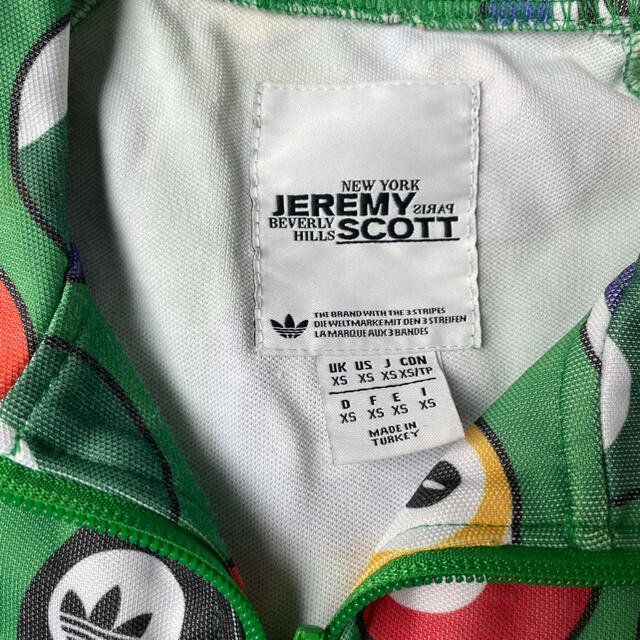 NEW YORK
JEREMY PARIS
BEVERLY HILLS SCOTT
THE BRAND WITH THE 3 STRIPES
DIE WELTMARKE MIT DEN 3 STREIFEN
LA MARQUE AUX 3 BANDES
UK US J CDN
XS XS XS XS/TP
D F E I
XS XS XS XS
MADE IN
TURKEY